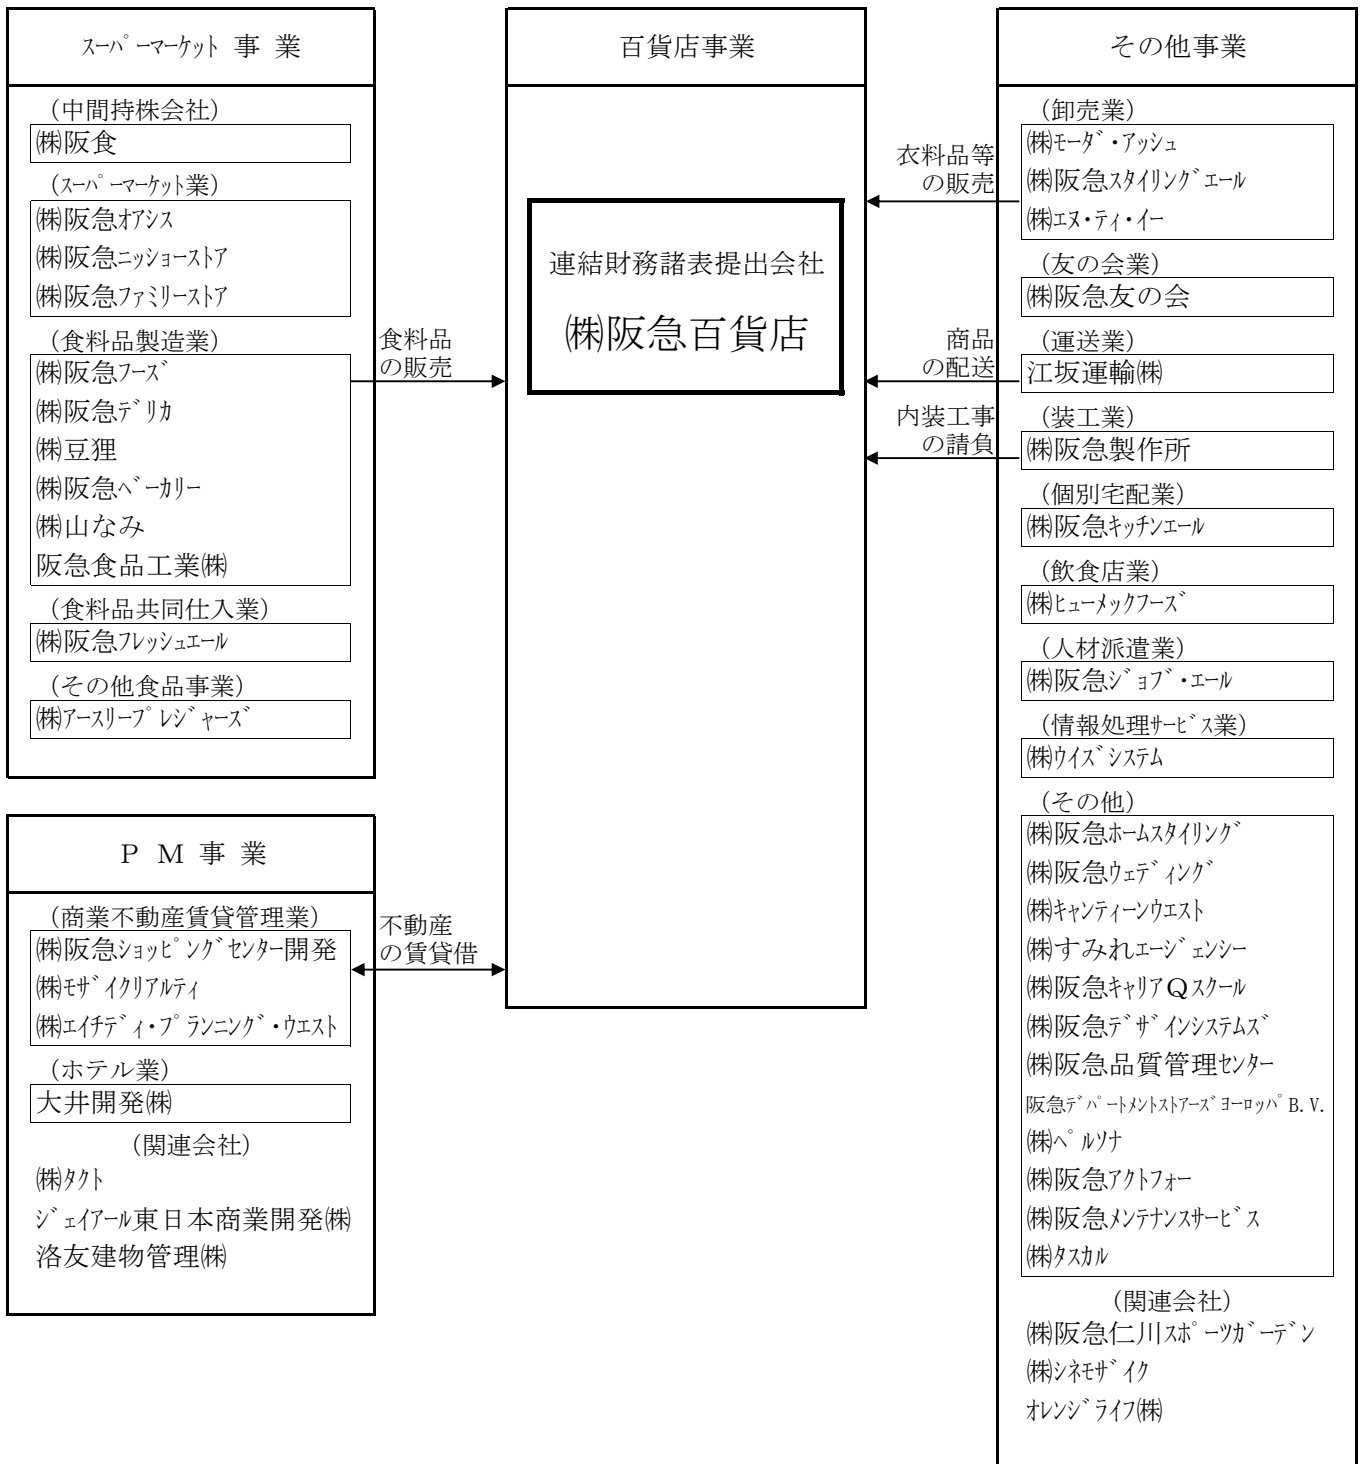 スーパーマーケット 事 業
(中間持株会社)
㈱阪食
(スーパーマーケット業)
㈱阪急オアシス
㈱阪急ニッショーストア
㈱阪急ファミリーストア
(食料品製造業)
㈱阪急フーズ
㈱阪急デリカ
㈱豆狸
㈱阪急ベーカリー
㈱山なみ
阪急食品工業㈱
(食料品共同仕入業)
㈱阪急フレッシュエール
(その他食品事業)
㈱アースリープレジャーズ
食料品
の販売
P M 事 業
(商業不動産賃貸管理業)
㈱阪急ショッピングセンター開発
㈱モザイクリアルティ
㈱エイチディ・プランニング・ウエスト
(ホテル業)
大井開発㈱
(関連会社)
㈱タクト
ジェイアール東日本商業開発㈱
洛友建物管理㈱
不動産
の賃貸借
百貨店事業
連結財務諸表提出会社
㈱阪急百貨店
衣料品等
の販売
商品
の配送
内装工事
の請負
その他事業
(卸売業)
㈱モーダ・アッシュ
㈱阪急スタイリングエール
㈱エヌ・ティ・イー
(友の会業)
㈱阪急友の会
(運送業)
江坂運輸㈱
(装工業)
㈱阪急製作所
(個別宅配業)
㈱阪急キッチンエール
(飲食店業)
㈱ヒューメックフーズ
(人材派遣業)
㈱阪急ジョブ・エール
(情報処理サービス業)
㈱ウイズシステム
(その他)
㈱阪急ホームスタイリング
㈱阪急ウェディング
㈱キャンティーンウエスト
㈱すみれエージェンシー
㈱阪急キャリアQスクール
㈱阪急デザインシステムズ
㈱阪急品質管理センター
阪急デパートメントストアーズヨーロッパB.V.
㈱ペルソナ
㈱阪急アクトフォー
㈱阪急メンテナンスサービス
㈱タスカル
(関連会社)
㈱阪急仁川スポーツガーデン
㈱シネモザイク
オレンジライフ㈱